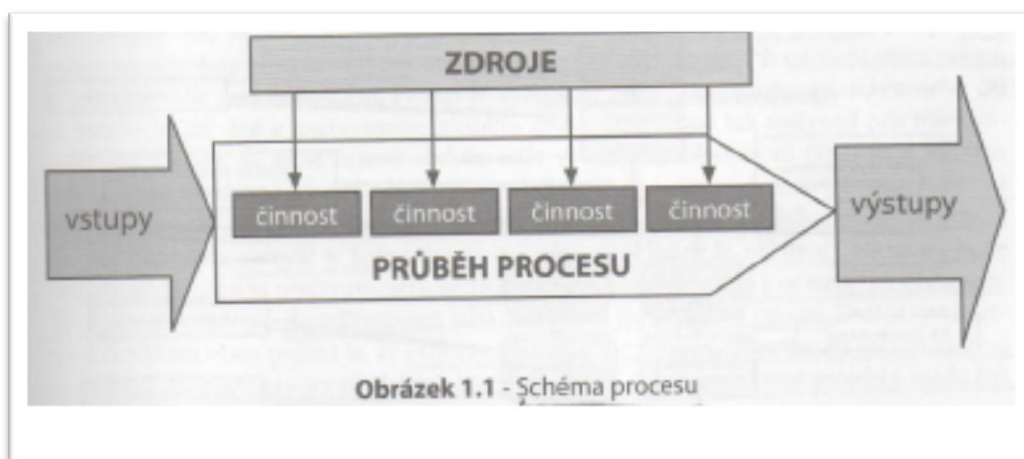 ZDROJE
vstupy
činnost
činnost
činnost
činnost
výstupy
PRŮBĚH PROCESU
Obrázek 1.1 - Schéma procesu